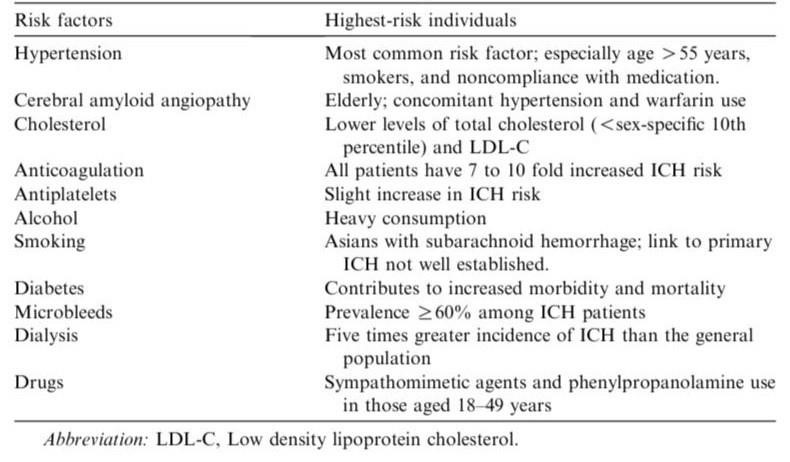 Risk factors Highest-risk individuals
Hypertension Most common risk factor; especially age >55 years,
smokers, and noncompliance with medication.
Cerebral amyloid angiopathy Elderly; concomitant hypertension and warfarin use
Cholesterol Lower levels of total cholesterol (<sex-specific 10th
percentile) and LDL-C
Anticoagulation All patients have 7 to 10 fold increased ICH risk
Antiplatelets Slight increase in ICH risk
Alcohol Heavy consumption
Smoking Asians with subarachnoid hemorrhage; link to primary
ICH not well established.
Diabetes Contributes to increased morbidity and mortality
Microbleeds Prevalence ≥60% among ICH patients
Dialysis Five times greater incidence of ICH than the general
population
Drugs Sympathomimetic agents and phenylpropanolamine use
in those aged 18–49 years
Abbreviation: LDL-C, Low density lipoprotein cholesterol.